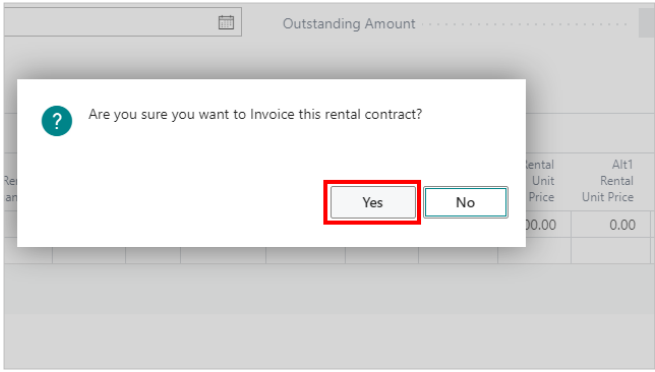 Outstanding Amount
Are you sure you want to Invoice this rental contract?
Yes
No
Rental
Unit
Price
Alt1
Rental
Unit Price
00.00
0.00